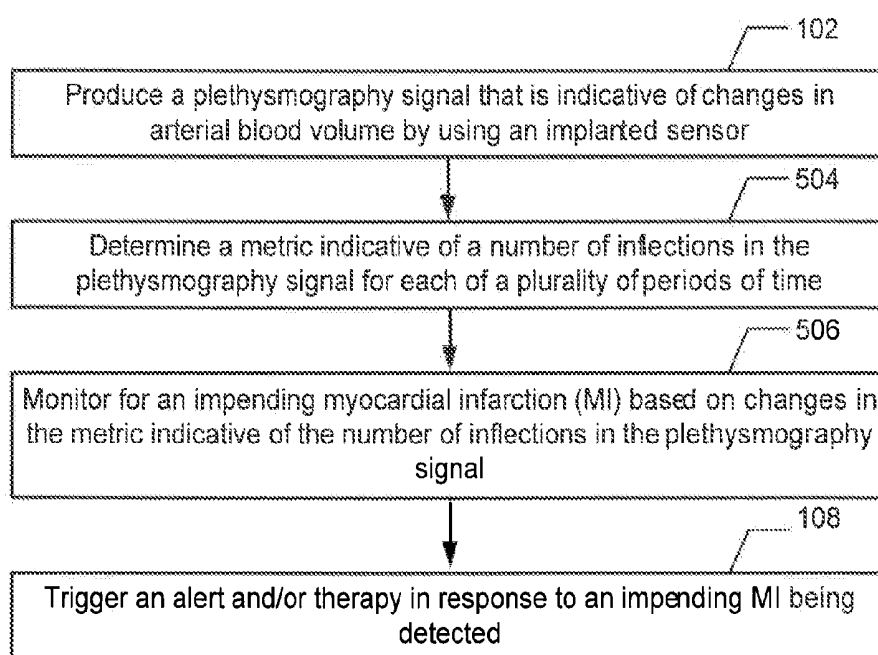 102
Produce a plethysmography signal that is indicative of changes in
arterial blood volume by using an implanted sensor
504
Determine a metric indicative of a number of inflections in the
plethysmography signal for each of a plurality of periods of time
506
Monitor for an impending myocardial infarction (MI) based on changes in
the metric indicative of the number of inflections in the plethysmography
signal
108
Trigger an alert and/or therapy in response to an impending MI being
detected